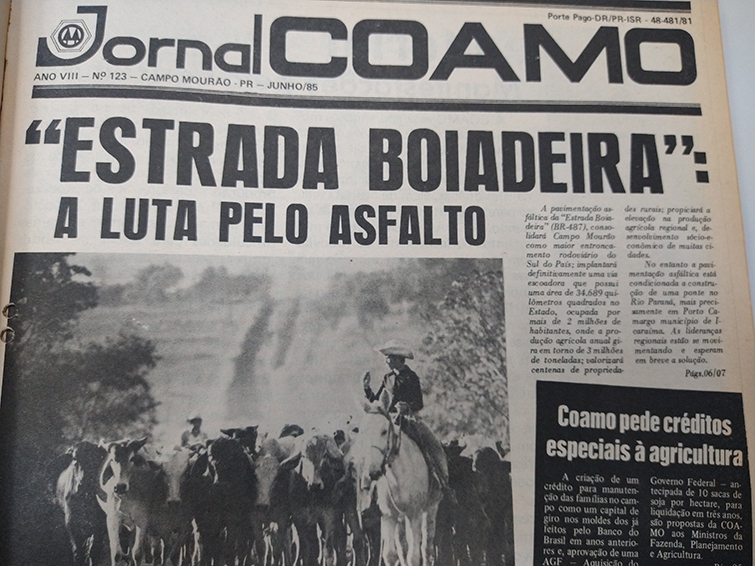 Porte Pago-DR/PR-ISR - 48-481/81
Jornal COAMO
ANO VIII – Nº 123 – CAMPO MOURÃO - PR – JUNHO/85
“ESTRADA BOIADEIRA”:
A LUTA PELO ASFALTO
A pavimentação as-
fáltica da "Estrada Boia-
deira" (BR-487), conso-
lidará Campo Mourão
como maior entronca-
mento rodoviário do
Sul do País; implantará
definitivamente uma via
escoadora que possui
uma área de 34.689 qui-
lômetros quadrados no
Estado, ocupada por
mais de 2 milhões de
habitantes, onde a pro-
dução agrícola anual gi-
ra em torno de 3 milhões
de toneladas; valorizará
centenas de proprieda-
des rurais; propiciará a
elevação na produção
agrícola regional e, de-
senvolvimento sócio-e-
conômico de muitas ci-
dades.
No entanto a pavi-
mentação asfáltica está
condicionada a constru-
ção de uma ponte no
Rio Paraná, mais preci-
samente em Porto Ca-
margo município de I-
caraíma. As lideranças
regionais estão se movi-
mentando e esperam
em breve a solução.
Págs.06/07
Coamo pede créditos
especiais à agricultura
A criação de um
crédito para manuten-
ção das famílias no cam-
po como um capital de
giro nos moldes dos já
feitos pelo Banco do
Brasil em anos anterio-
res e, aprovação de uma
AGF – Aquisição do
Governo Federal – an-
tecipada de 10 sacas de
soja por hectare, para
liquidação em três anos,
são propostas da COA-
MO aos Ministros da
Fazenda, Planejamento
e Agricultura.